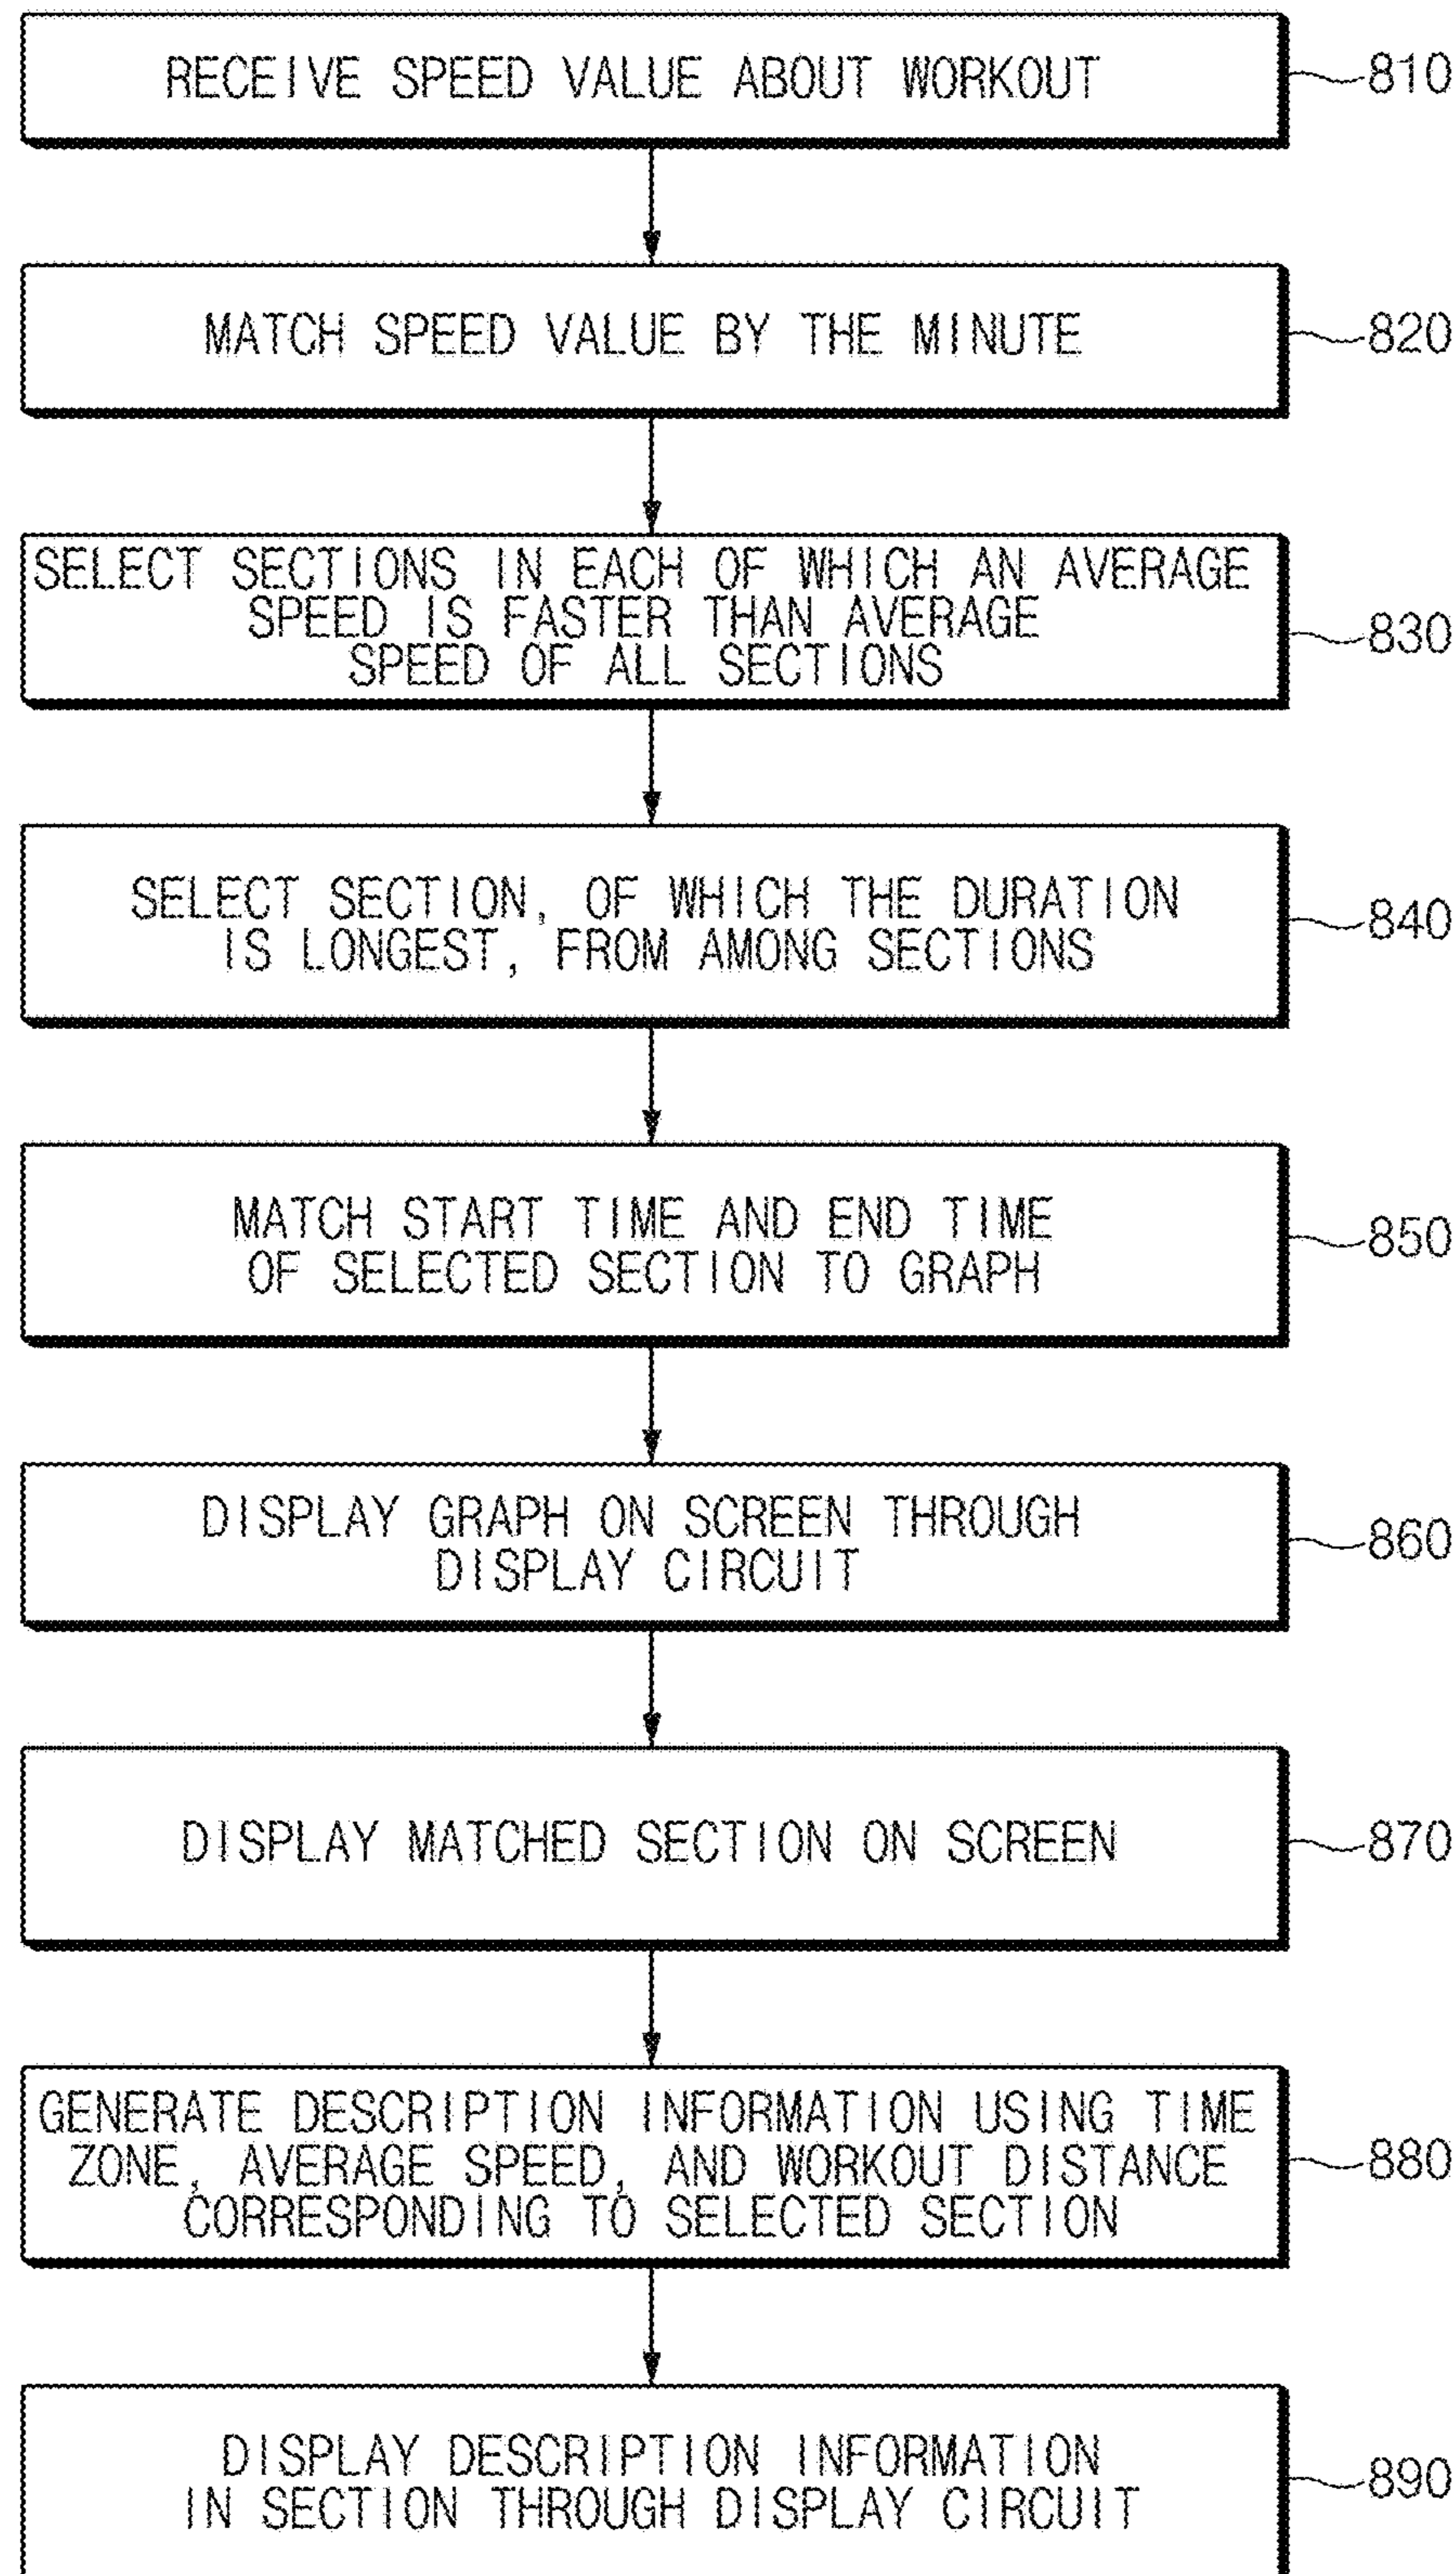 RECEIVE SPEED VALUE ABOUT WORKOUT
810
MATCH SPEED VALUE BY THE MINUTE
820
SELECT SECTIONS IN EACH OF WHICH AN AVERAGE
SPEED IS FASTER THAN AVERAGE
SPEED OF ALL SECTIONS
830
SELECT SECTION, OF WHICH THE DURATION
IS LONGEST, FROM AMONG SECTIONS
840
MATCH START TIME AND END TIME
OF SELECTED SECTION TO GRAPH
850
DISPLAY GRAPH ON SCREEN THROUGH
DISPLAY CIRCUIT
860
DISPLAY MATCHED SECTION ON SCREEN
870
GENERATE DESCRIPTION INFORMATION USING TIME
ZONE, AVERAGE SPEED, AND WORKOUT DISTANCE
CORRESPONDING TO SELECTED SECTION
880
DISPLAY DESCRIPTION INFORMATION
IN SECTION THROUGH DISPLAY CIRCUIT
890